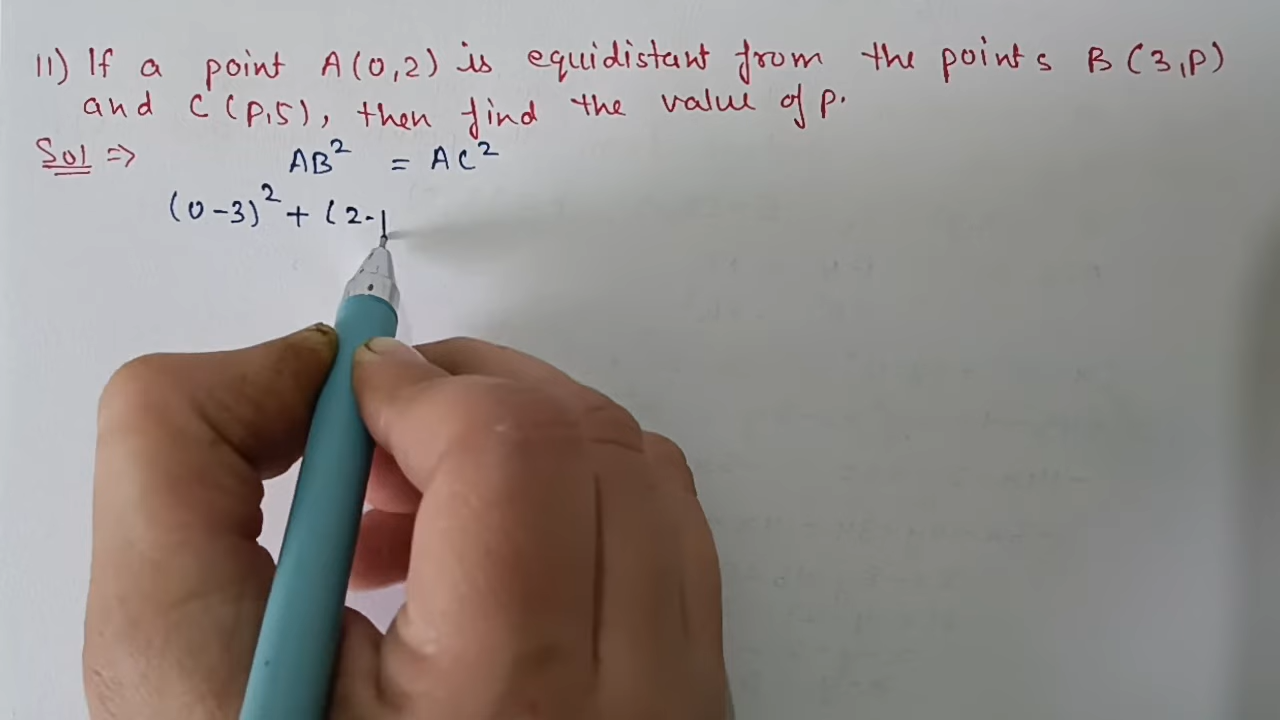 11) If a point A(0,2) is equidistant from the points B(3,P)
and C(P,5), then find the value of p.
Sol => AB² = AC²
(0-3)² + (2-